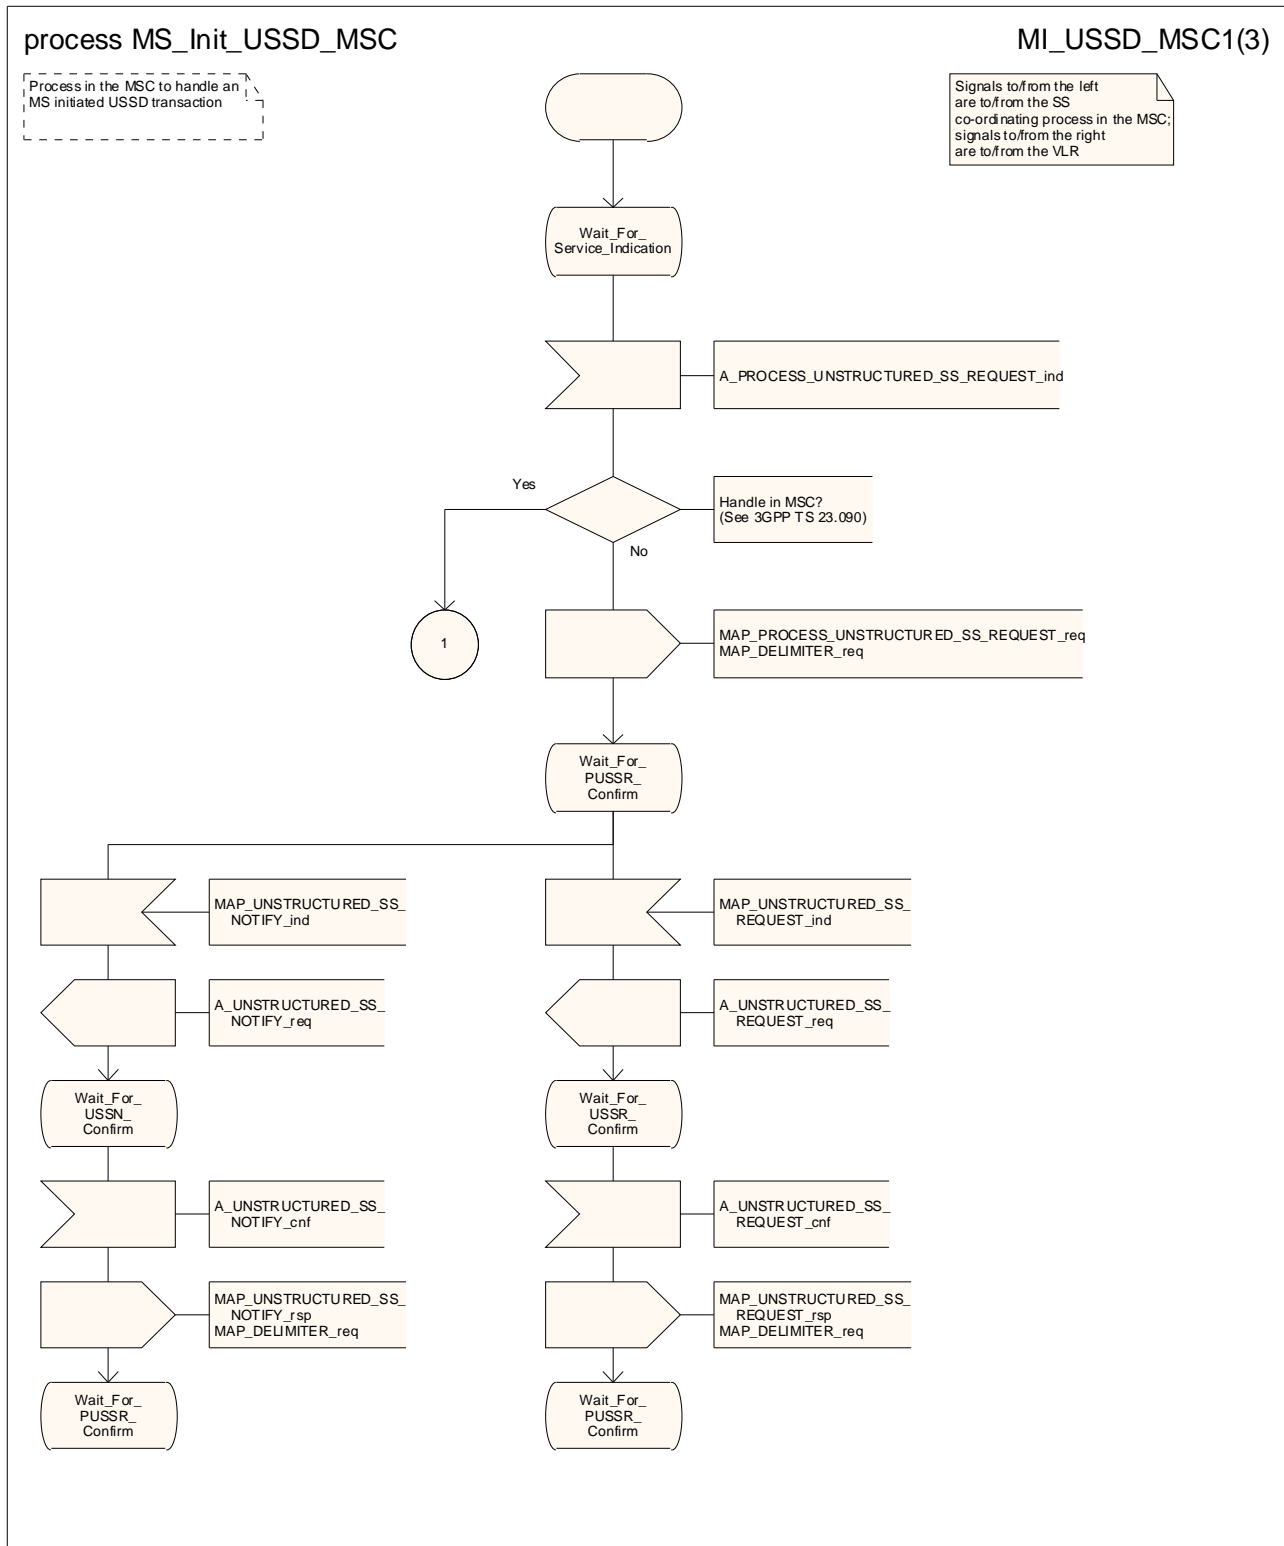 process MS_Init_USSD_MSC
MI_USSD_MSC1(3)
Process in the MSC to handle an
MS initiated USSD transaction
Signals to/from the left
are to/from the SS
co-ordinating process in the MSC;
signals to/from the right
are to/from the VLR
Wait_For_
Service_Indication
A_PROCESS_UNSTRUCTURED_SS_REQUEST_ind
Yes
Handle in MSC?
(See 3GPP TS 23.090)
No
1
MAP_PROCESS_UNSTRUCTURED_SS_REQUEST_req
MAP_DELIMITER_req
Wait_For_
PUSSR_
Confirm
MAP_UNSTRUCTURED_SS_
NOTIFY_ind
MAP_UNSTRUCTURED_SS_
REQUEST_ind
A_UNSTRUCTURED_SS_
NOTIFY_req
A_UNSTRUCTURED_SS_
REQUEST_req
Wait_For_
USSN_
Confirm
Wait_For_
USSR_
Confirm
A_UNSTRUCTURED_SS_
NOTIFY_cnf
A_UNSTRUCTURED_SS_
REQUEST_cnf
MAP_UNSTRUCTURED_SS_
NOTIFY_rsp
MAP_DELIMITER_req
MAP_UNSTRUCTURED_SS_
REQUEST_rsp
MAP_DELIMITER_req
Wait_For_
PUSSR_
Confirm
Wait_For_
PUSSR_
Confirm